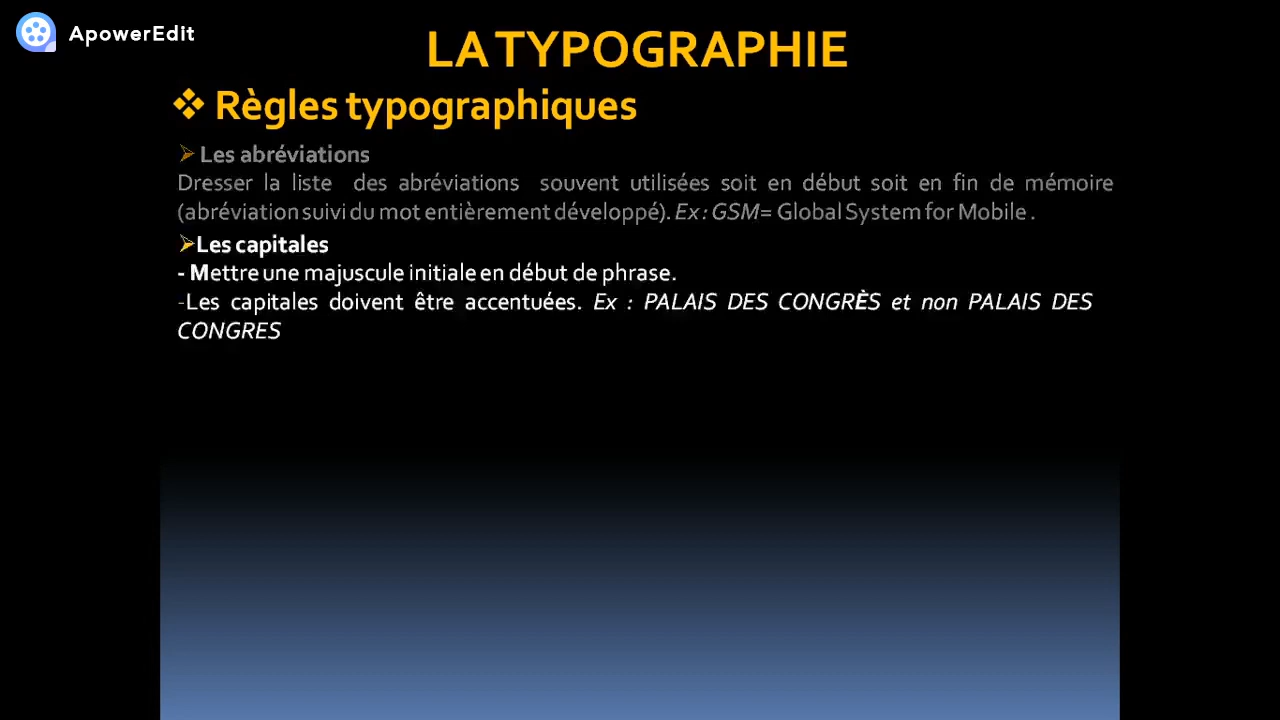 ApowerEdit
LA TYPOGRAPHIE
❖ Règles typographiques
➢ Les abréviations
Dresser la liste des abréviations souvent utilisées soit en début soit en fin de mémoire
(abréviation suivi du mot entièrement développé). Ex : GSM= Global System for Mobile .
➢Les capitales
- Mettre une majuscule initiale en début de phrase.
-Les capitales doivent être accentuées. Ex : PALAIS DES CONGRÈS et non PALAIS DES
CONGRES